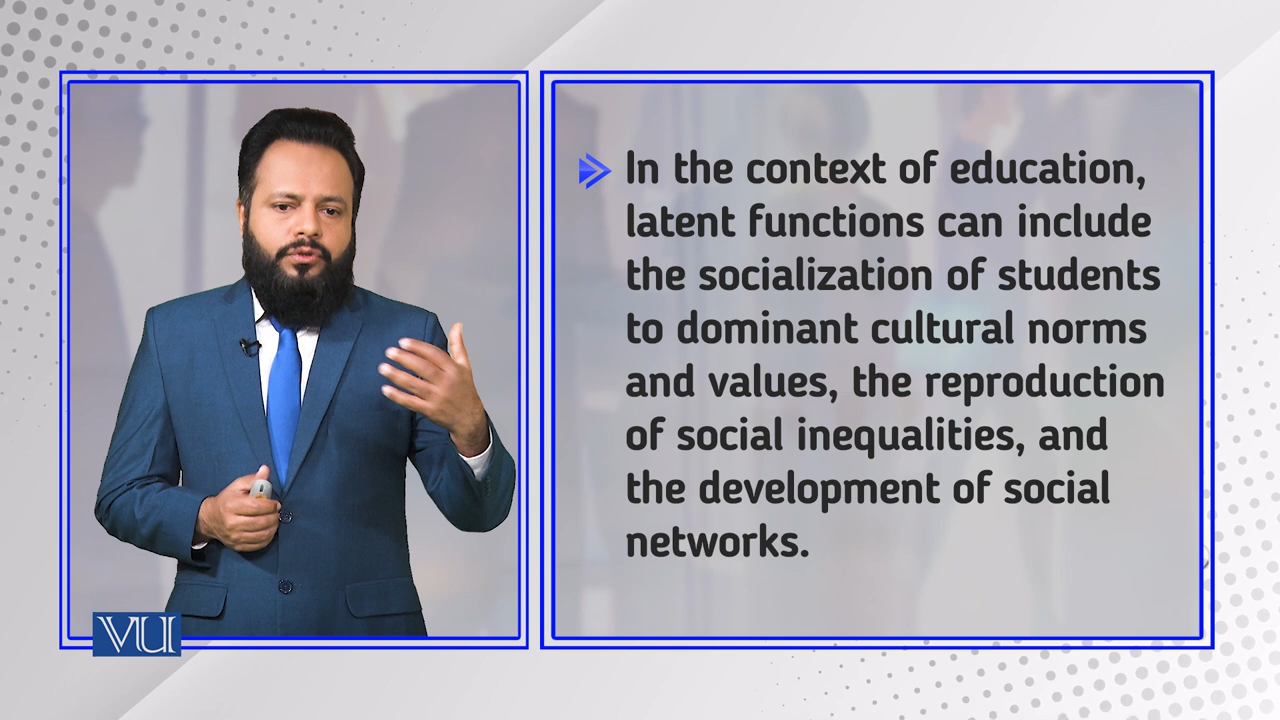 In the context of education,
latent functions can include
the socialization of students
to dominant cultural norms
and values, the reproduction
of social inequalities, and
the development of social
networks.
VU